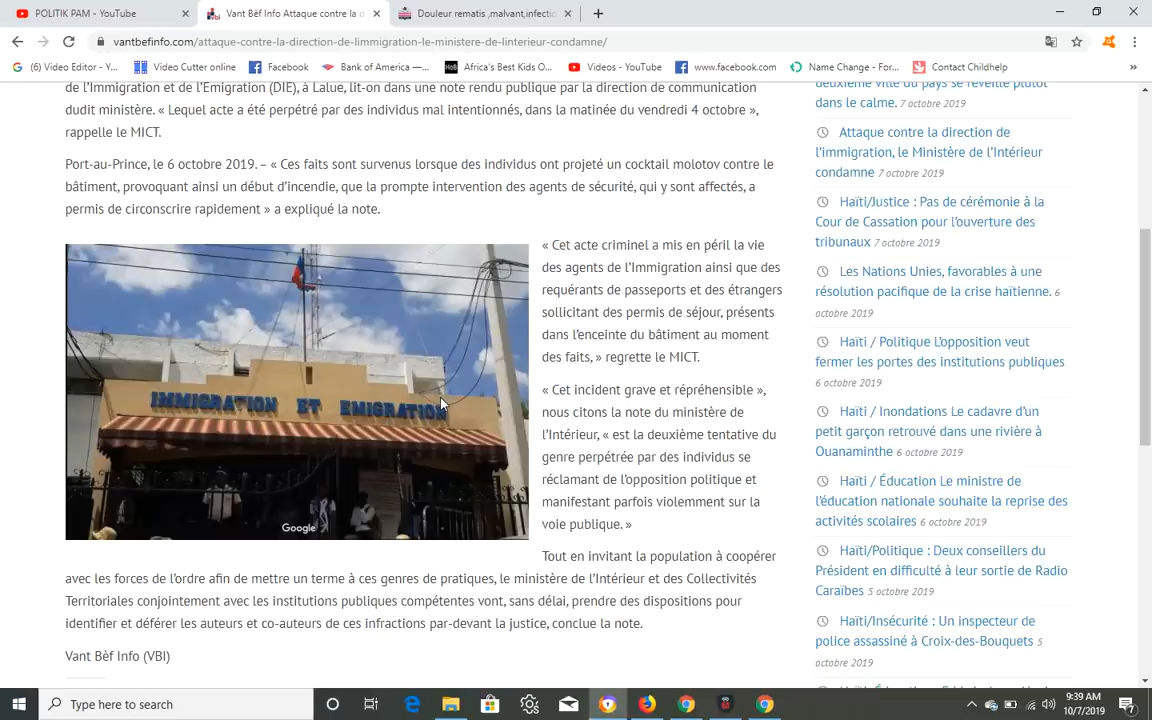 POLITIK PAM - YouTube
Vant Bèf Info Attaque contre la d
Douleur rematis ,malvant,infectio
vantbefinfo.com/attaque-contre-la-direction-de-limmigration-le-ministere-de-linterieur-condamne/
(6) Video Editor - Y...
Video Cutter online
Facebook
Bank of America —...
Africa's Best Kids O...
Videos - YouTube
www.facebook.com
Name Change - For...
Contact Childhelp
»
de l'Immigration et de l'Emigration (DIE), à Lalue, lit-on dans une note rendu publique par la direction de communication
dudit ministère. « Lequel acte a été perpétré par des individus mal intentionnés, dans la matinée du vendredi 4 octobre »,
rappelle le MICT.
Port-au-Prince, le 6 octobre 2019. – « Ces faits sont survenus lorsque des individus ont projeté un cocktail molotov contre le
bâtiment, provoquant ainsi un début d'incendie, que la prompte intervention des agents de sécurité, qui y sont affectés, a
permis de circonscrire rapidement » a expliqué la note.
IMMIGRATION ET EMIGRATION
Google
« Cet acte criminel a mis en péril la vie
des agents de l'Immigration ainsi que des
requérants de passeports et des étrangers
sollicitant des permis de séjour, présents
dans l'enceinte du bâtiment au moment
des faits, » regrette le MICT.
« Cet incident grave et répréhensible »,
nous citons la note du ministère de
l'Intérieur, « est la deuxième tentative du
genre perpétrée par des individus se
réclamant de l'opposition politique et
manifestant parfois violemment sur la
voie publique. »
Tout en invitant la population à coopérer
avec les forces de l'ordre afin de mettre un terme à ces genres de pratiques, le ministère de l'Intérieur et des Collectivités
Territoriales conjointement avec les institutions publiques compétentes vont, sans délai, prendre des dispositions pour
identifier et déférer les auteurs et co-auteurs de ces infractions par-devant la justice, conclue la note.
Vant Bèf Info (VBI)
deuxième ville du pays se réveille plutôt
dans le calme. 7 octobre 2019
Attaque contre la direction de
l'immigration, le Ministère de l'Intérieur
condamne 7 octobre 2019
Haïti/Justice : Pas de cérémonie à la
Cour de Cassation pour l'ouverture des
tribunaux 7 octobre 2019
Les Nations Unies, favorables à une
résolution pacifique de la crise haïtienne. 6
octobre 2019
Haïti / Politique L'opposition veut
fermer les portes des institutions publiques
6 octobre 2019
Haïti / Inondations Le cadavre d'un
petit garçon retrouvé dans une rivière à
Ouanaminthe 6 octobre 2019
Haïti / Éducation Le ministre de
l'éducation nationale souhaite la reprise des
activités scolaires 6 octobre 2019
Haïti/Politique : Deux conseillers du
Président en difficulté à leur sortie de Radio
Caraïbes 5 octobre 2019
Haïti/Insécurité : Un inspecteur de
police assassiné à Croix-des-Bouquets 5
octobre 2019
Type here to search
9:39 AM
10/7/2019
7